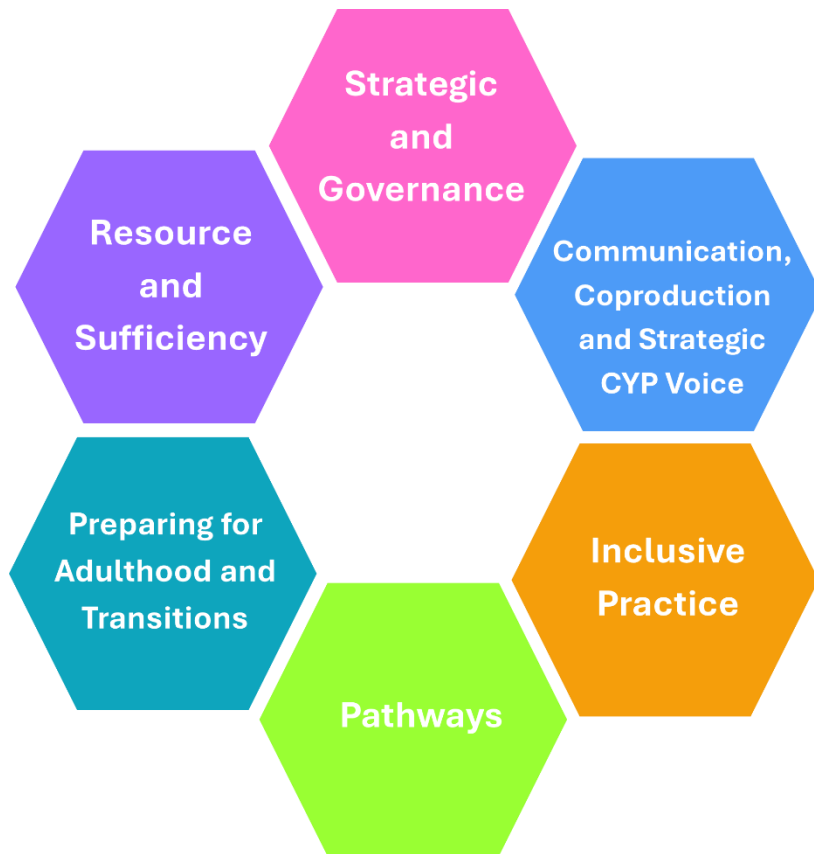 Strategic
and
Governance
Communication,
Coproduction
and Strategic
CYP Voice
Inclusive
Practice
Pathways
Preparing for
Adulthood and
Transitions
Resource
and
Sufficiency